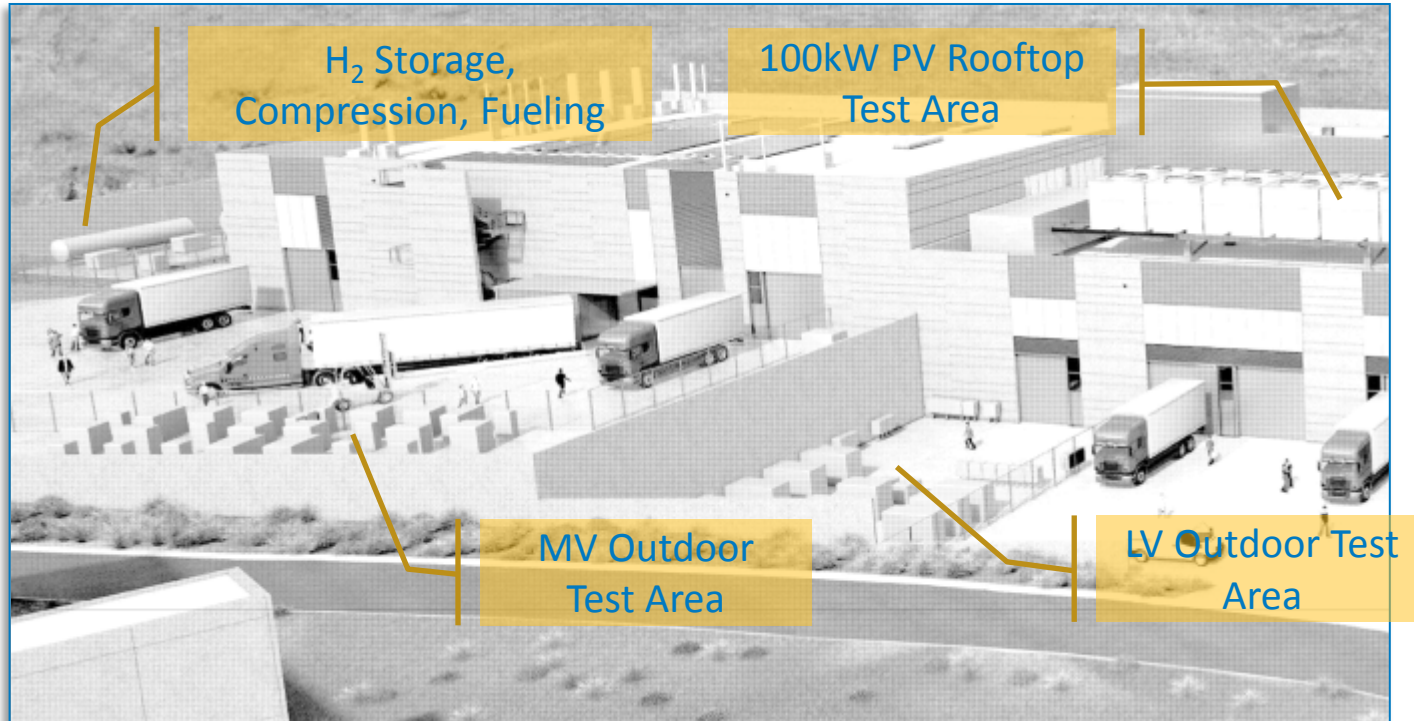 H₂ Storage,
Compression, Fueling
100kW PV Rooftop
Test Area
MV Outdoor
Test Area
LV Outdoor Test
Area